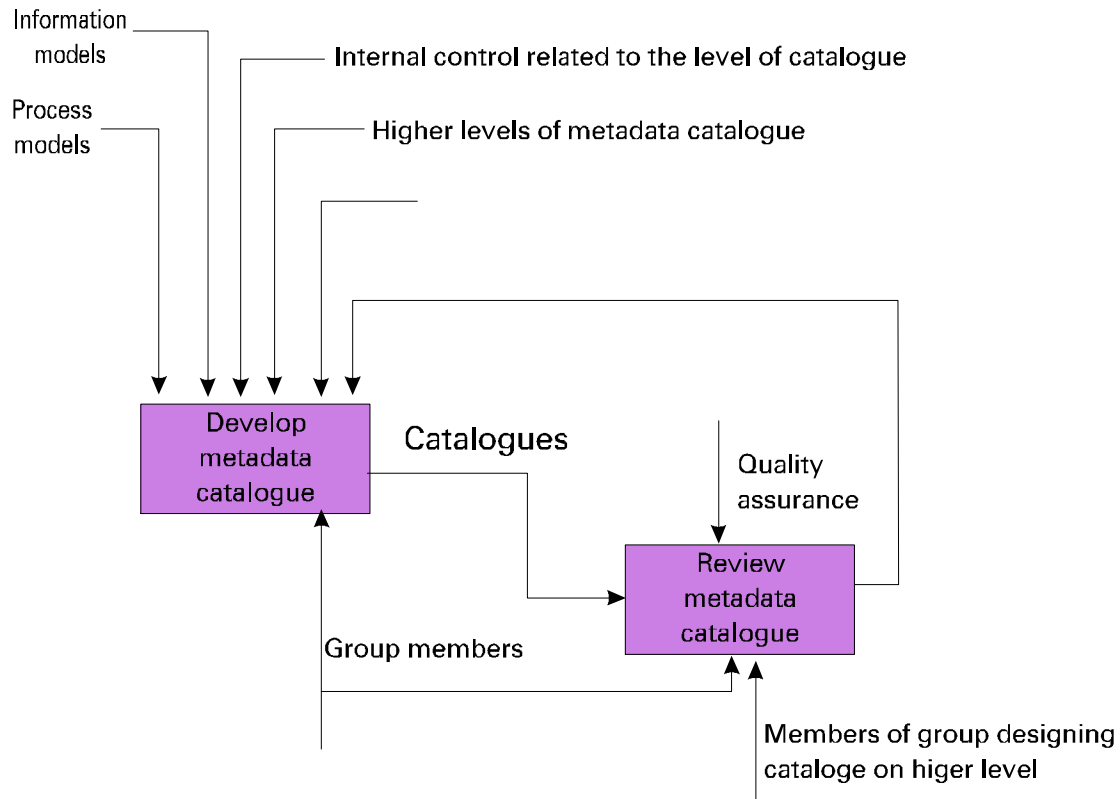 Information
models
Internal control related to the level of catalogue
Process
models
Higher levels of metadata catalogue
Develop
metadata
catalogue
Catalogues
Quality
assurance
Review
metadata
catalogue
Group members
Members of group designing
cataloge on higer level